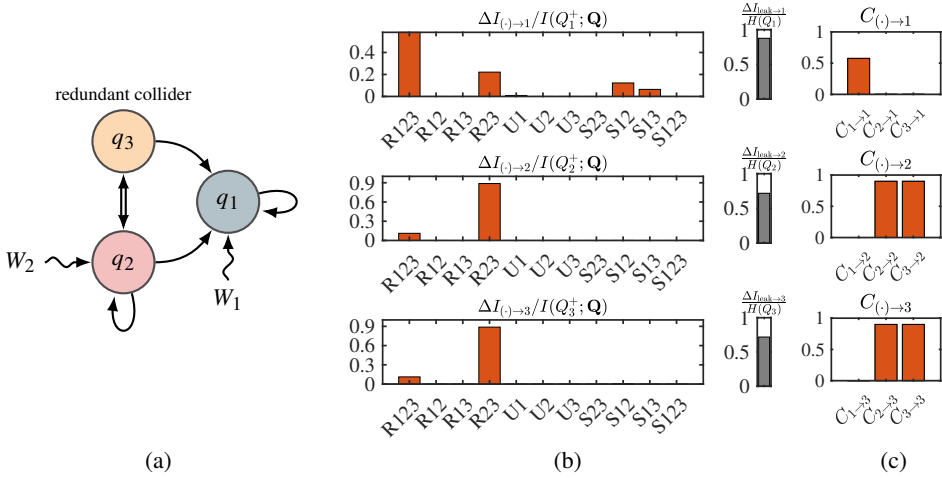 redundant collider
q3
q1
q2
W2
W1
(a)
ΔI(·)→1/I(Q1+; Q)
0.4
0.2
0
R123 R12 R13 R23 U1 U2 U3 S23 S12 S13 S123
ΔI(·)→2/I(Q2+; Q)
0.9
0.6
0.3
0
R123 R12 R13 R23 U1 U2 U3 S23 S12 S13 S123
ΔI(·)→3/I(Q3+; Q)
0.9
0.6
0.3
0
R123 R12 R13 R23 U1 U2 U3 S23 S12 S13 S123
(b)
ΔIleak→1
H(Q1)
1
0.5
0
ΔIleak→2
H(Q2)
1
0.5
0
ΔIleak→3
H(Q3)
1
0.5
0
C(·)→1
1
0.5
0
C1→1 C2→1 C3→1
C(·)→2
1
0.5
0
C1→2 C2→2 C3→2
C(·)→3
1
0.5
0
C1→3 C2→3 C3→3
(c)